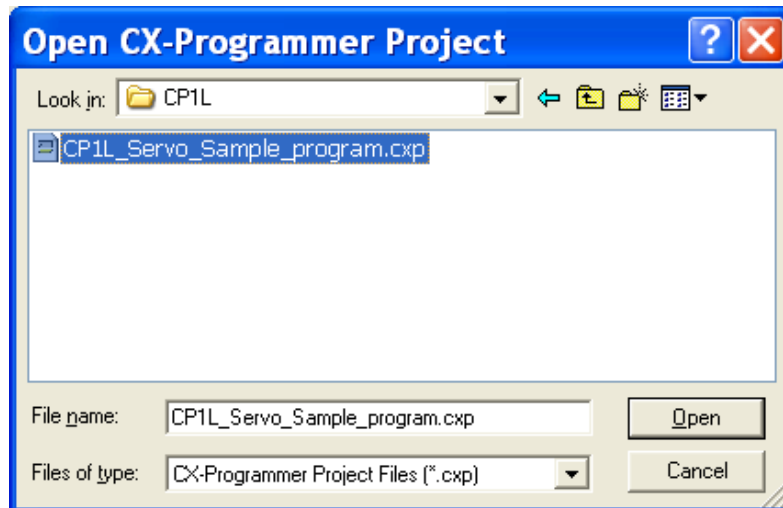 Open CX-Programmer Project
Look in: CP1L
CP1L_Servo_Sample_program.cxp
File name: CP1L_Servo_Sample_program.cxp Open
Files of type: CX-Programmer Project Files (*.cxp) Cancel